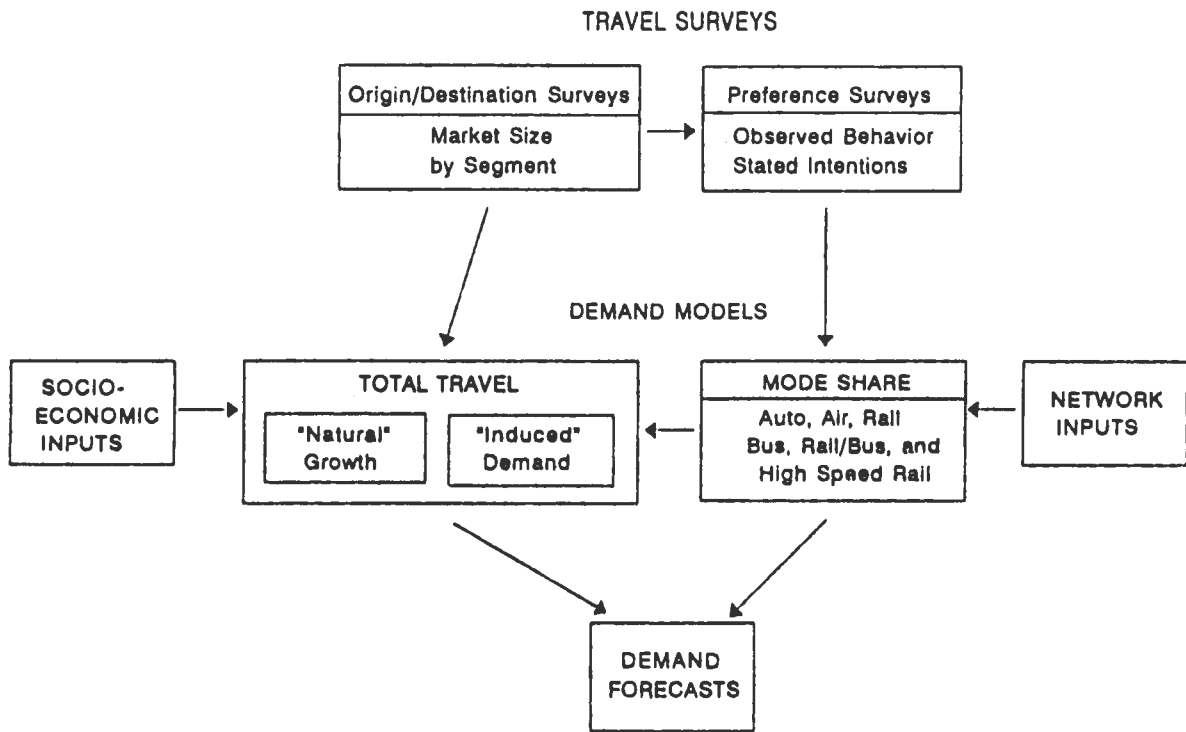 TRAVEL SURVEYS
Origin/Destination Surveys
Market Size
by Segment
Preference Surveys
Observed Behavior
Stated Intentions
DEMAND MODELS
SOCIO-
ECONOMIC
INPUTS
TOTAL TRAVEL
"Natural"
Growth
"Induced"
Demand
MODE SHARE
Auto, Air, Rail
Bus, Rail/Bus, and
High Speed Rail
NETWORK
INPUTS
DEMAND
FORECASTS